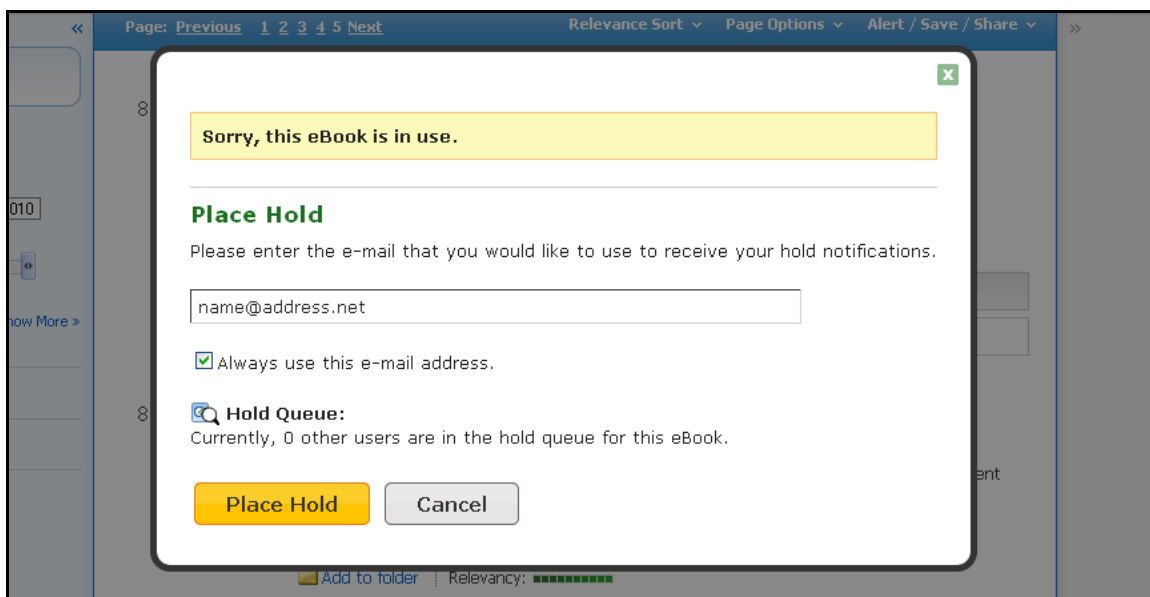 «
Page: Previous 1 2 3 4 5 Next
Relevance Sort
Page Options
Alert / Save / Share
»
8
X
Sorry, this eBook is in use.
Place Hold
Please enter the e-mail that you would like to use to receive your hold notifications.
010
name@address.net
how More »
Always use this e-mail address.
8
Hold Queue:
Currently, 0 other users are in the hold queue for this eBook.
ent
Place Hold
Cancel
Add to folder
Relevancy: